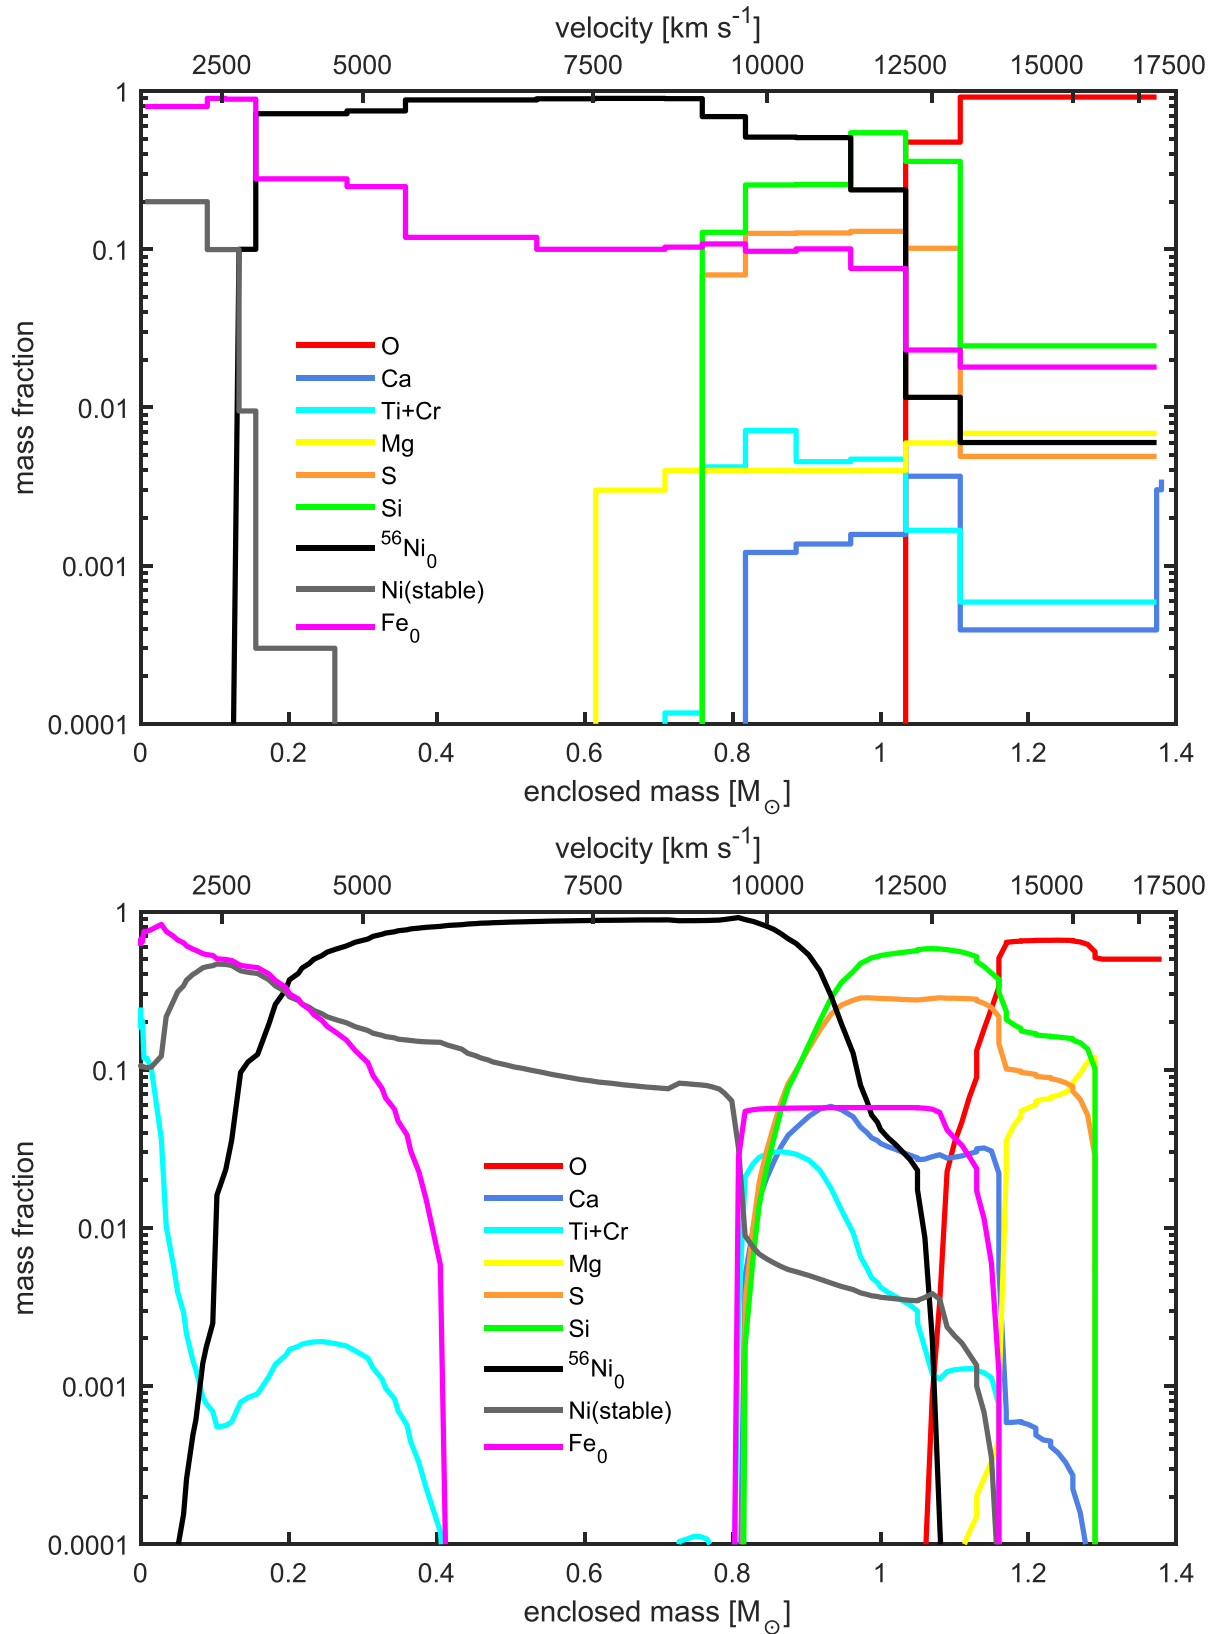 velocity [km s-1]
2500 5000 7500 10000 12500 15000 17500
1
0.1
0.01
0.001
0.0001
mass fraction
O
Ca
Ti+Cr
Mg
S
Si
56Ni0
Ni(stable)
Fe0
0 0.2 0.4 0.6 0.8 1 1.2 1.4
enclosed mass [M⊙]
velocity [km s-1]
2500 5000 7500 10000 12500 15000 17500
1
0.1
0.01
0.001
0.0001
mass fraction
O
Ca
Ti+Cr
Mg
S
Si
56Ni0
Ni(stable)
Fe0
0 0.2 0.4 0.6 0.8 1 1.2 1.4
enclosed mass [M⊙]